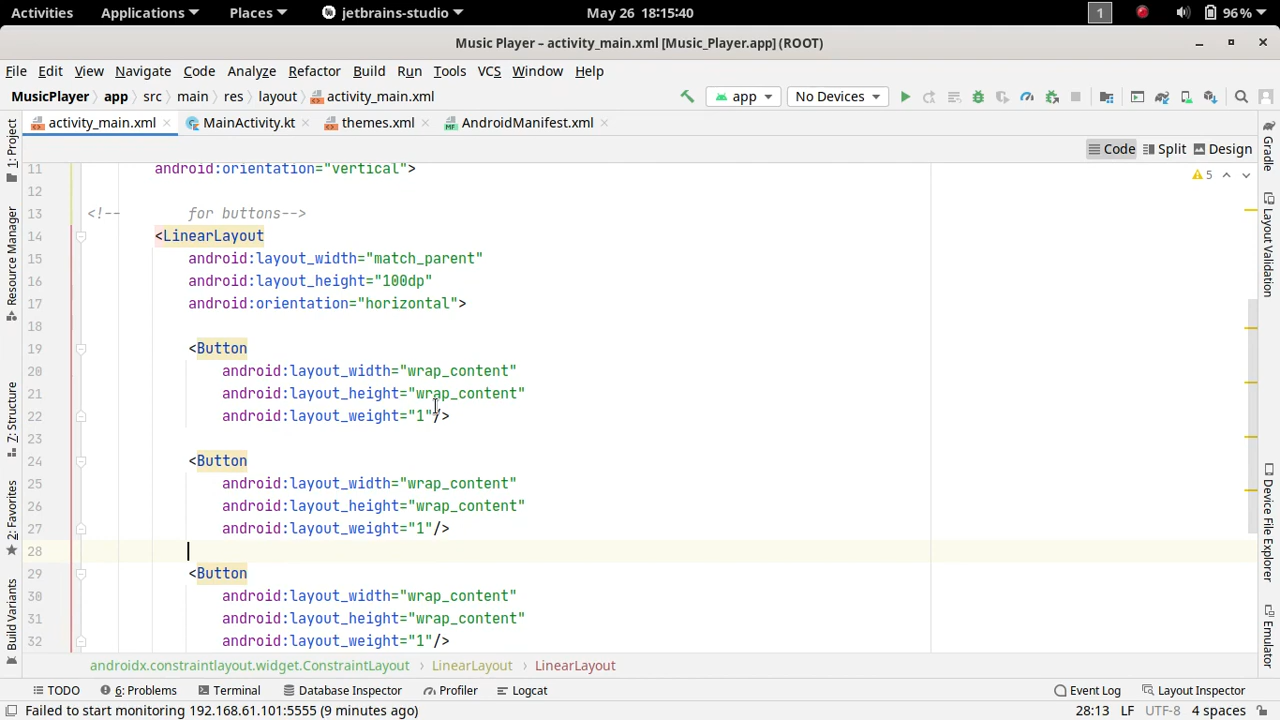 Activities Applications Places jetbrains-studio May 26 18:15:40 1 96%
Music Player – activity_main.xml [Music_Player.app] (ROOT)
File Edit View Navigate Code Analyze Refactor Build Run Tools VCS Window Help
MusicPlayer app src main res layout activity_main.xml app No Devices
activity_main.xml MainActivity.kt themes.xml AndroidManifest.xml
Code Split Design
11 android:orientation="vertical">
5
12
13 <!-- for buttons-->
14 <LinearLayout
15 android:layout_width="match_parent"
16 android:layout_height="100dp"
17 android:orientation="horizontal">
18
19 <Button
20 android:layout_width="wrap_content"
21 android:layout_height="wrap_content"
22 android:layout_weight="1"/>
23
24 <Button
25 android:layout_width="wrap_content"
26 android:layout_height="wrap_content"
27 android:layout_weight="1"/>
28
29 <Button
30 android:layout_width="wrap_content"
31 android:layout_height="wrap_content"
32 android:layout_weight="1"/>
1: Project
Resource Manager
7: Structure
2: Favorites
Build Variants
Gradle
Layout Validation
Device File Explorer
Emulator
androidx.constraintlayout.widget.ConstraintLayout › LinearLayout › LinearLayout
TODO 6: Problems Terminal Database Inspector Profiler Logcat Event Log Layout Inspector
Failed to start monitoring 192.168.61.101:5555 (9 minutes ago) 28:13 LF UTF-8 4 spaces